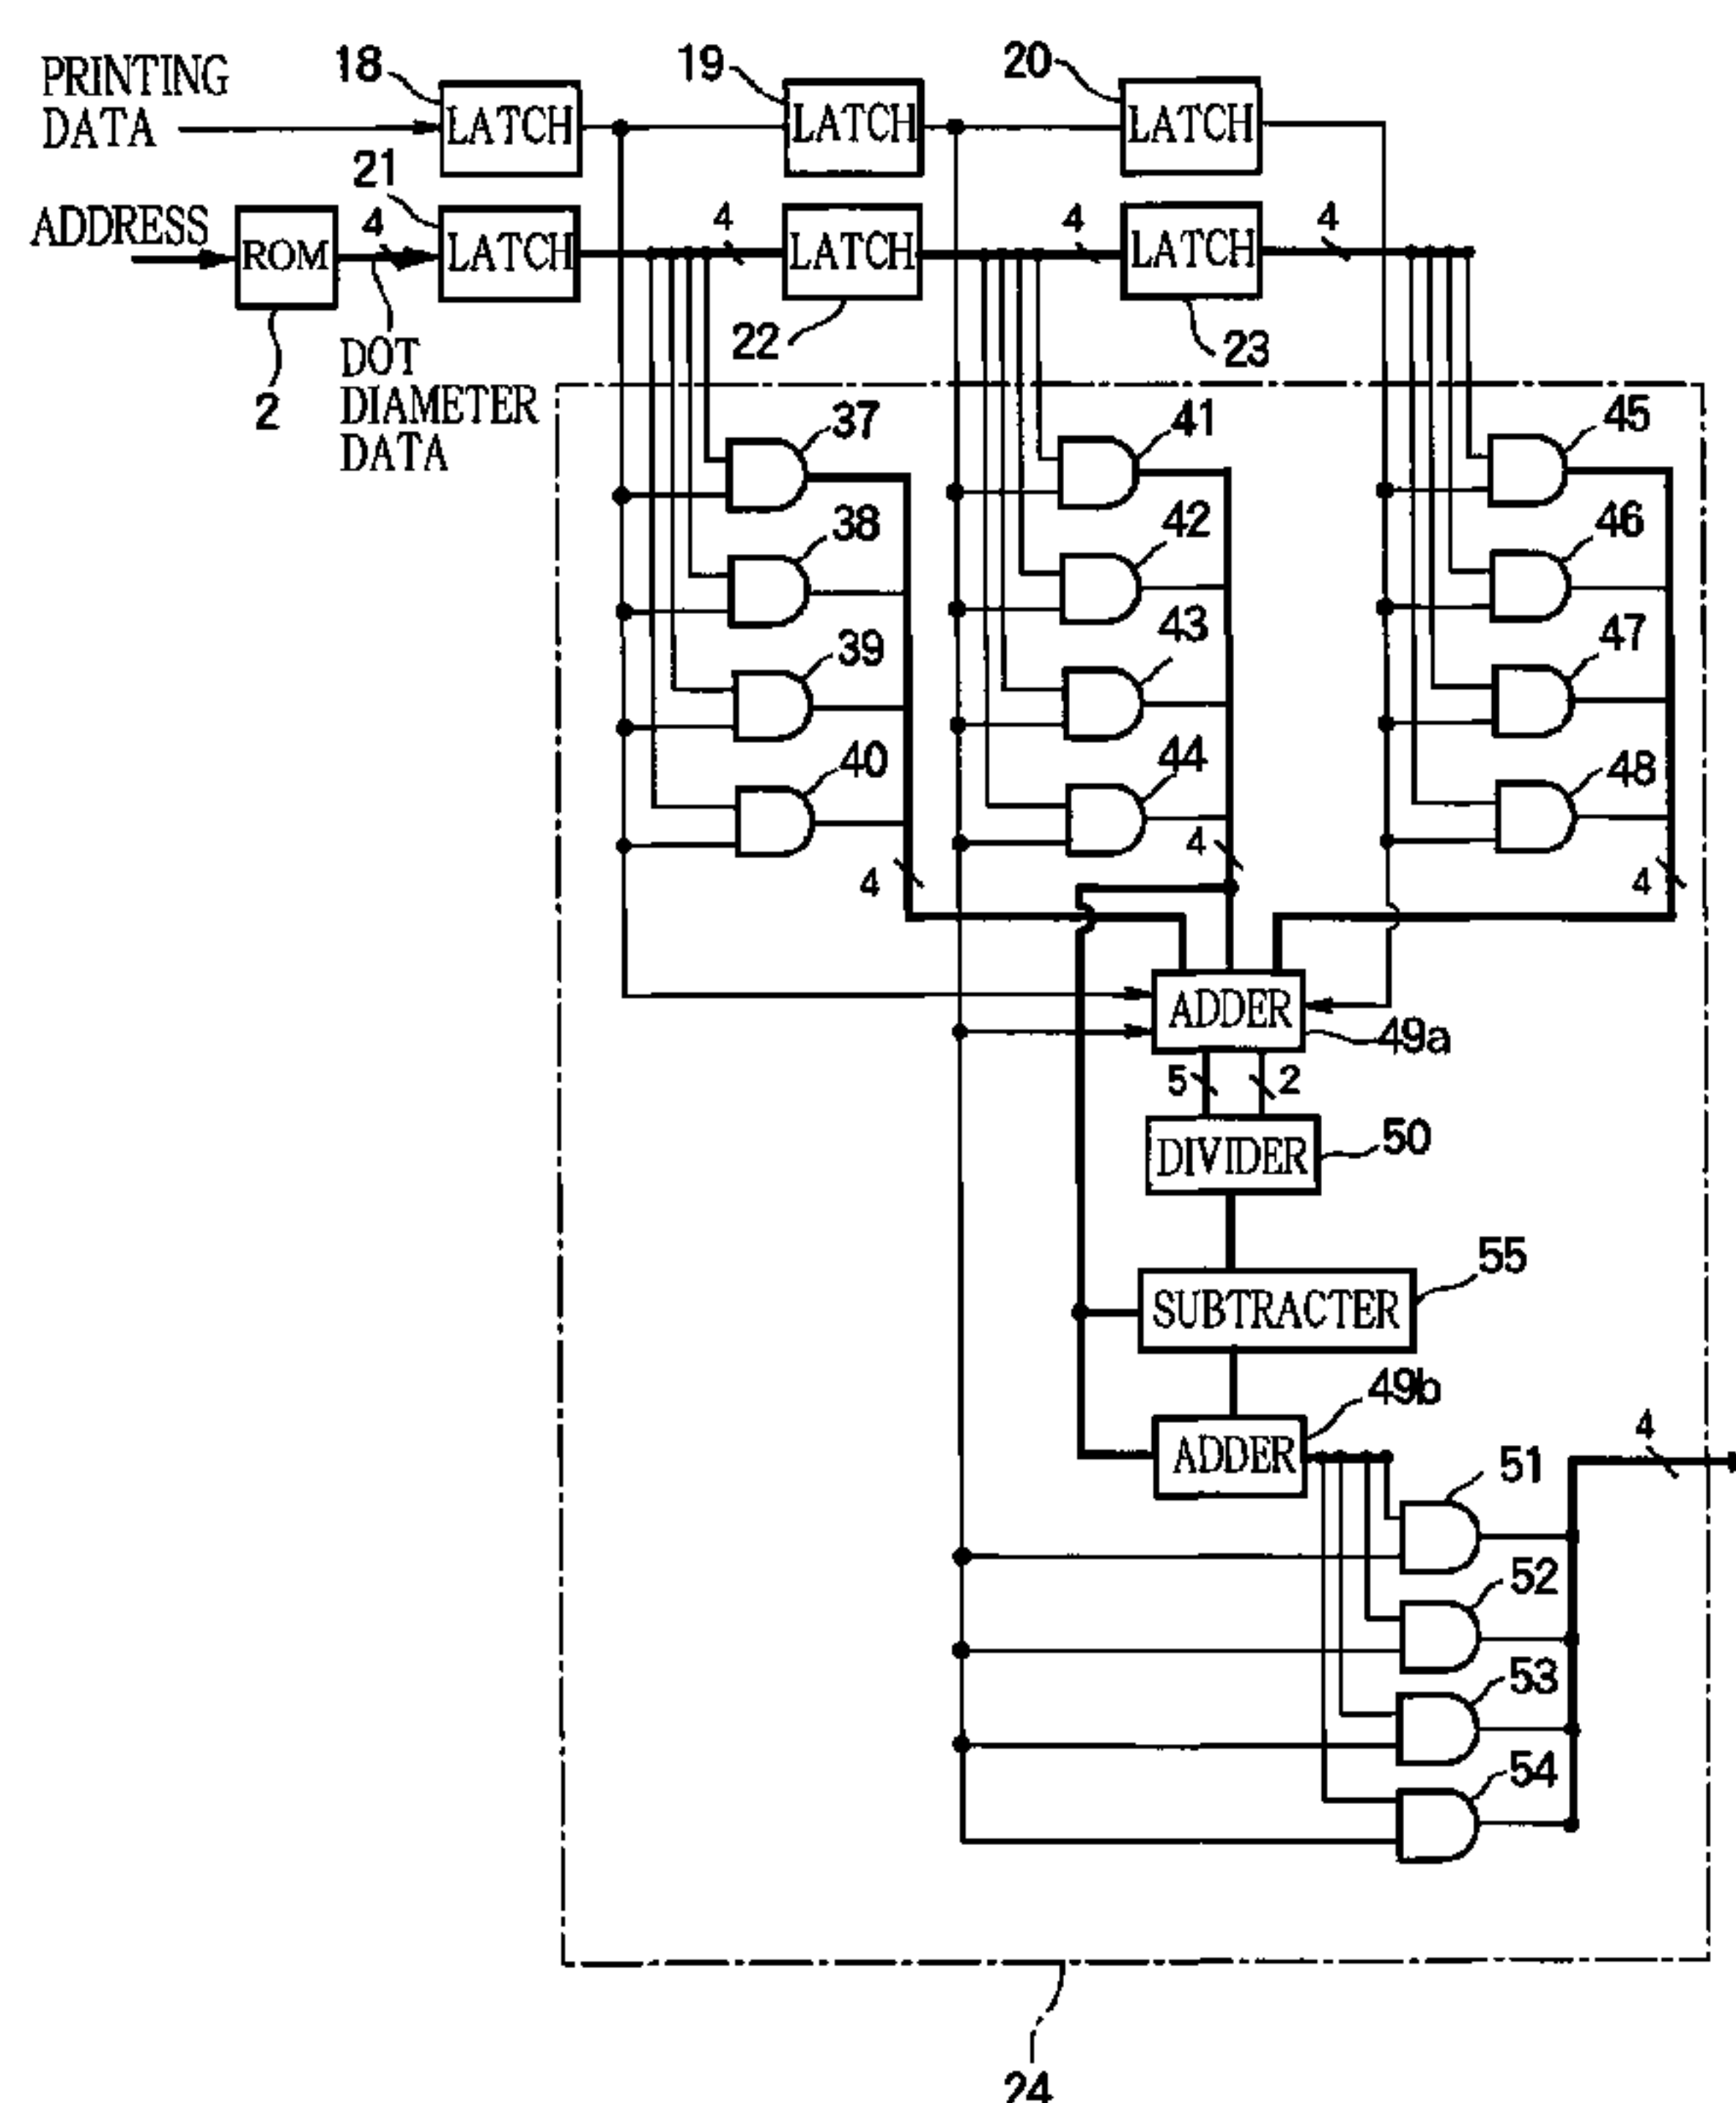 PRINTING
DATA
18
LATCH
19
LATCH
20
LATCH
ADDRESS
ROM
2
4
21
LATCH
4
LATCH
22
4
LATCH
23
4
DOT
DIAMETER
DATA
37
38
39
40
4
41
42
43
44
4
45
46
47
48
4
ADDER
49a
5
2
DIVIDER
50
SUBTRACTER
55
ADDER
49b
4
51
52
53
54
24